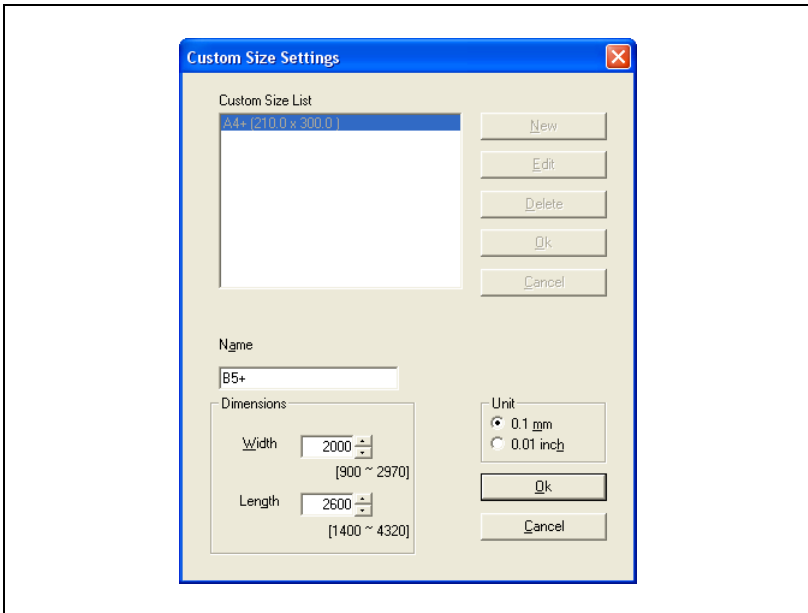 Custom Size Settings
Custom Size List
A4+ (210.0 x 300.0 )
New
Edit
Delete
Ok
Cancel
Name
B5+
Dimensions
Width 2000
[900 ~ 2970]
Length 2600
[1400 ~ 4320]
Unit
0.1 mm
0.01 inch
Ok
Cancel